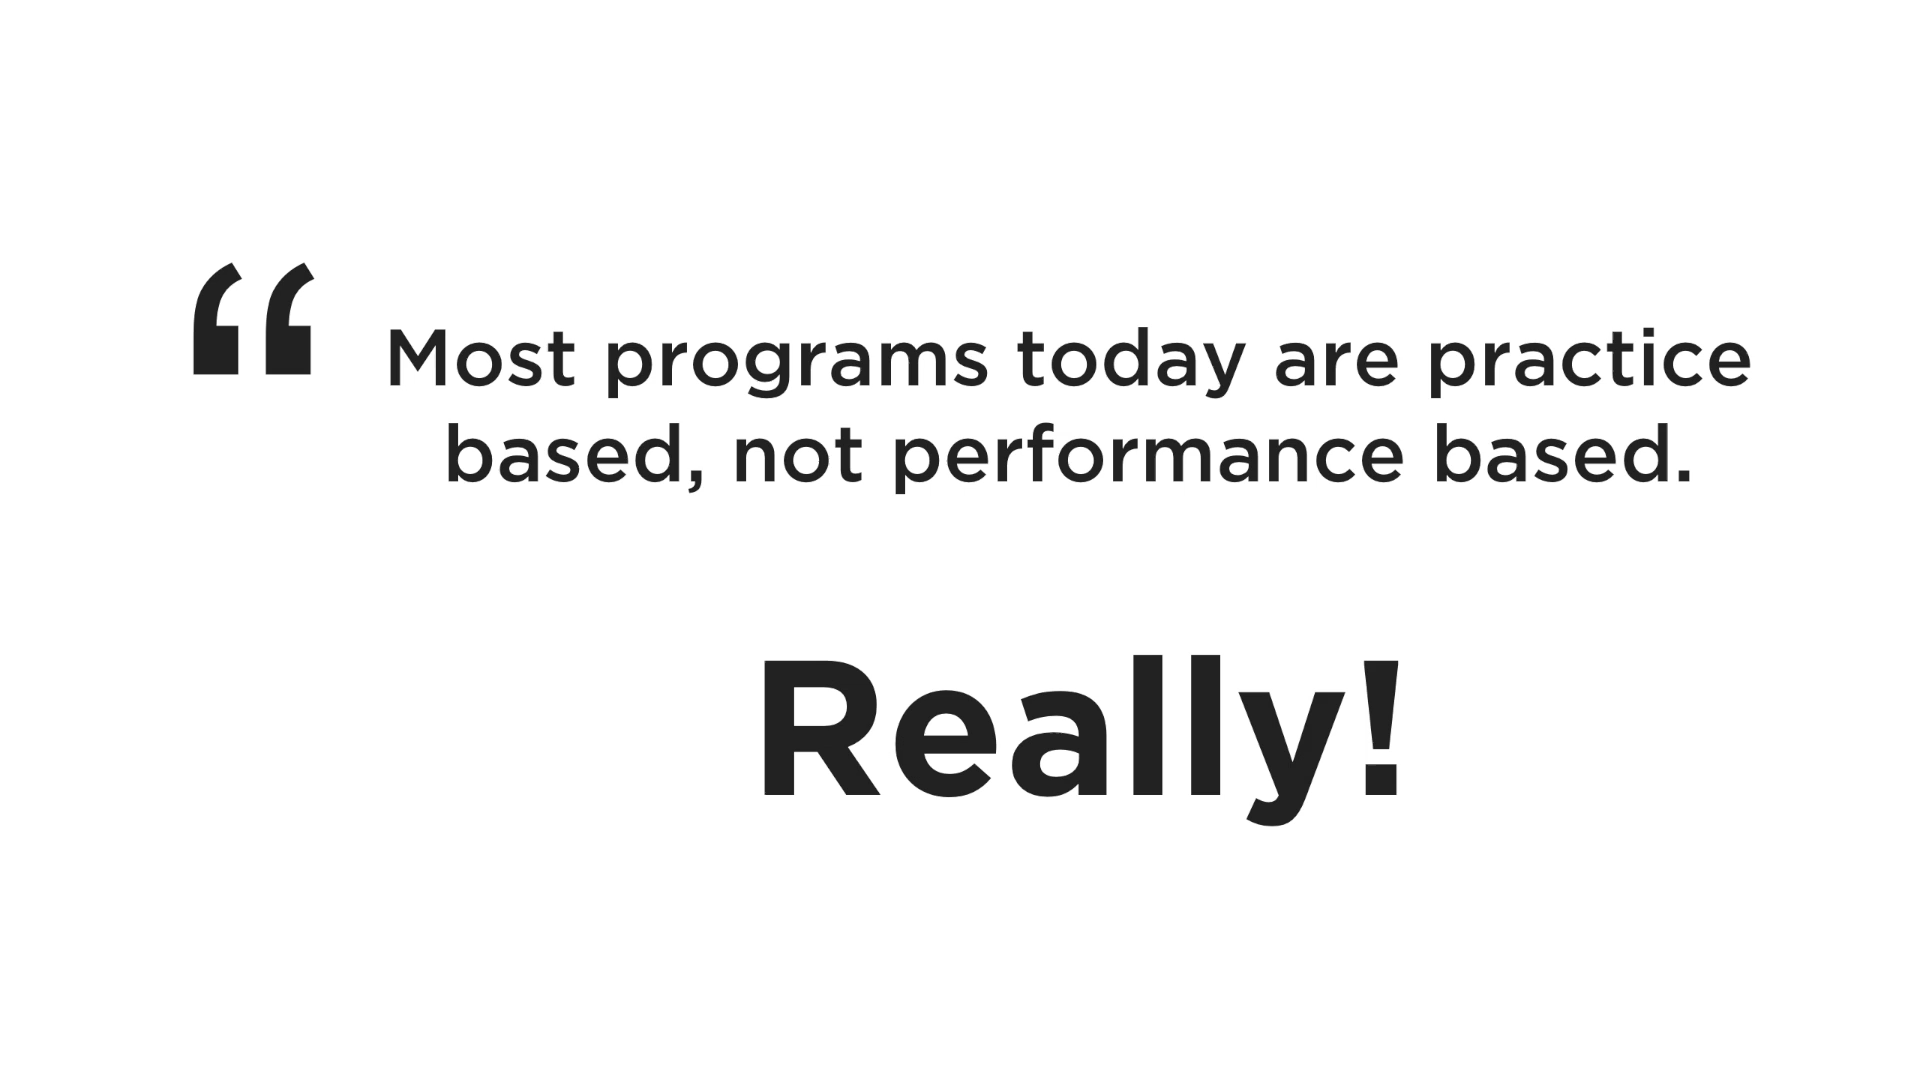 “ Most programs today are practice
based, not performance based.
Really!